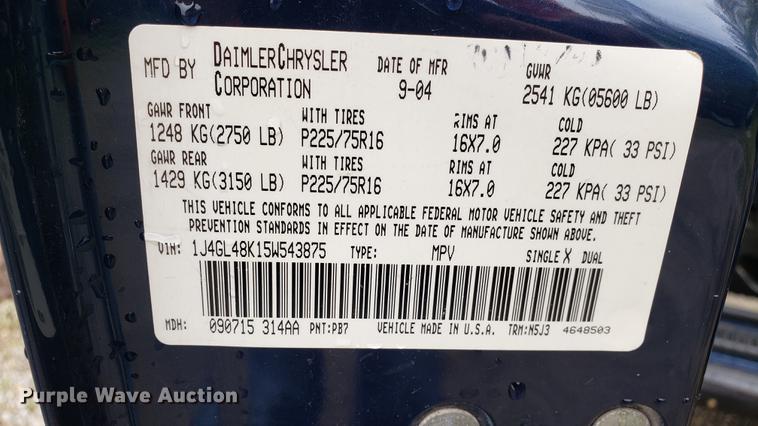 MFD BY DAIMLERCHRYSLER CORPORATION DATE OF MFR 9-04 GVWR 2541 KG(05600 LB)
GAWR FRONT WITH TIRES RIMS AT COLD
1248 KG(2750 LB) P225/75R16 16X7.0 227 KPA( 33 PSI)
GAWR REAR WITH TIRES RIMS AT COLD
1429 KG(3150 LB) P225/75R16 16X7.0 227 KPA( 33 PSI)
THIS VEHICLE CONFORMS TO ALL APPLICABLE FEDERAL MOTOR VEHICLE SAFETY AND THEFT
PREVENTION STANDARDS IN EFFECT ON THE DATE OF MANUFACTURE SHOWN ABOVE.
VIN: 1J4GL48K15W543875 TYPE: MPV SINGLE X DUAL
MDH: 090715 314AA PNT:PB7 VEHICLE MADE IN U.S.A. TRM:N5J3 4648503
Purple Wave Auction